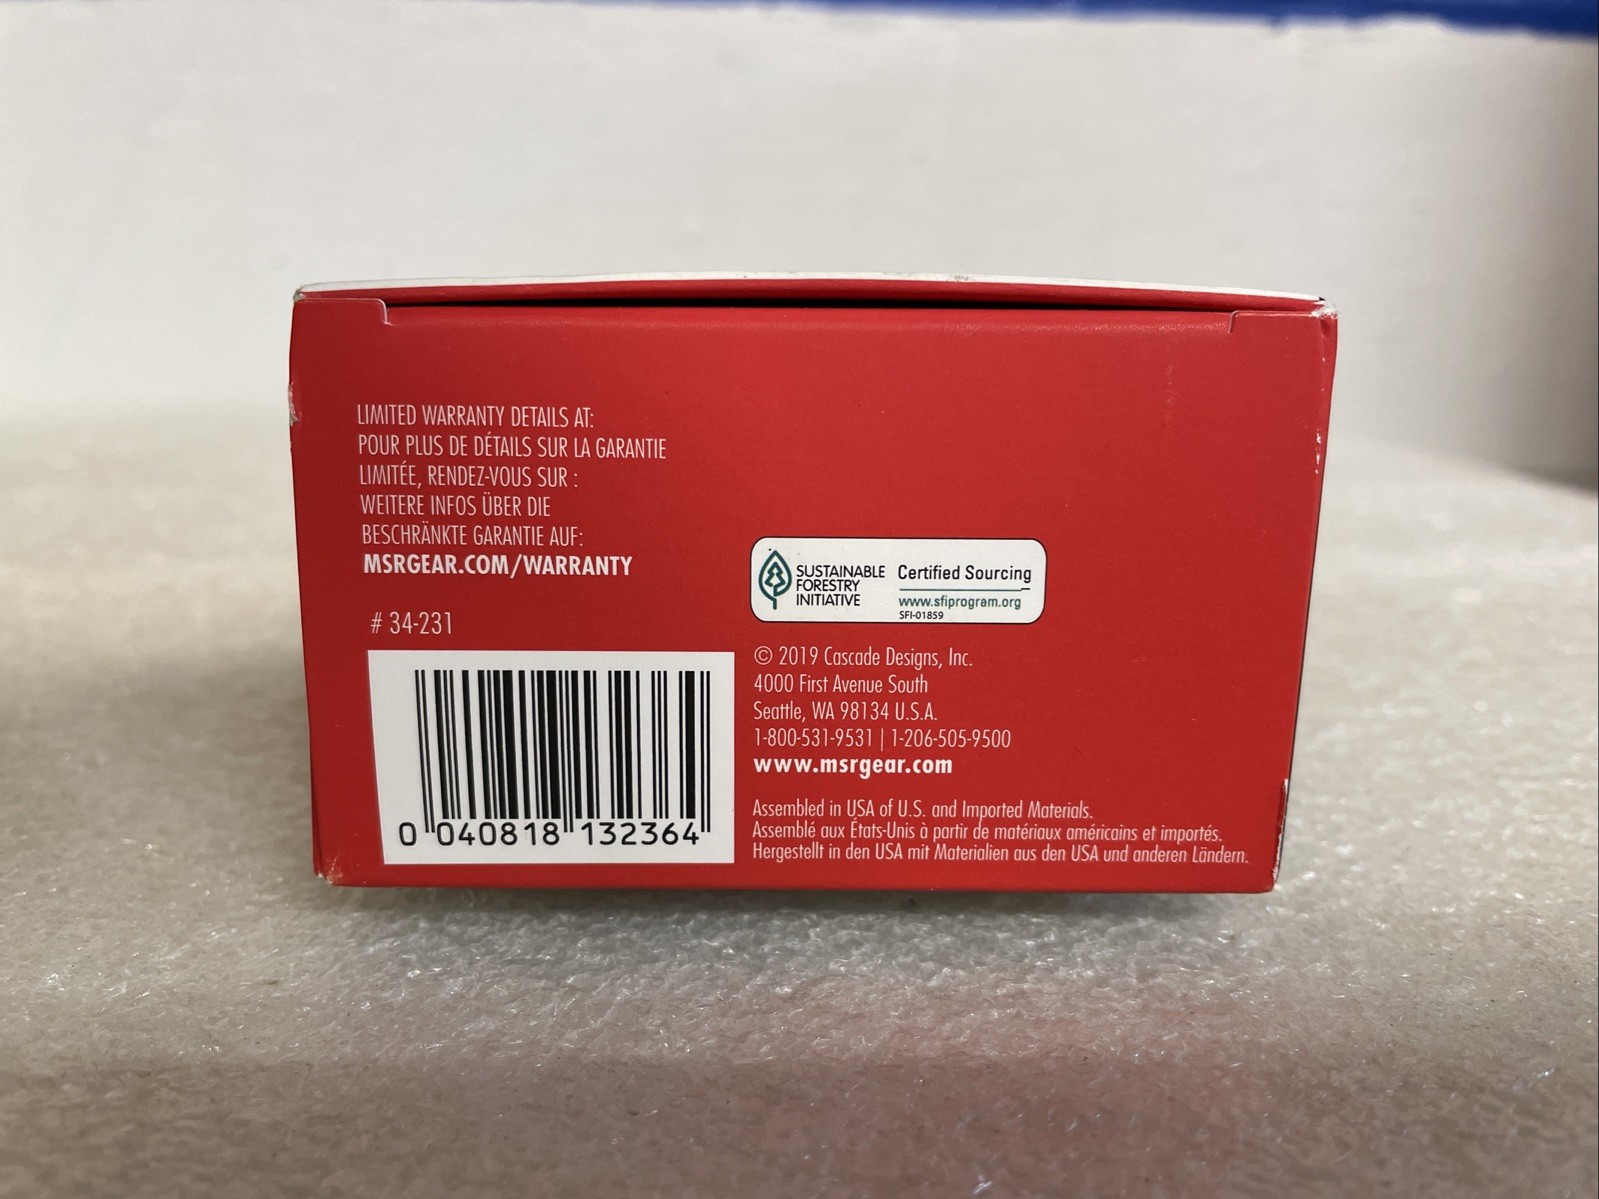 LIMITED WARRANTY DETAILS AT:
POUR PLUS DE DÉTAILS SUR LA GARANTIE
LIMITÉE, RENDEZ-VOUS SUR :
WEITERE INFOS ÜBER DIE
BESCHRÄNKTE GARANTIE AUF:
MSRGEAR.COM/WARRANTY
# 34-231
0 040818 132364
SUSTAINABLE
FORESTRY
INITIATIVE
Certified Sourcing
www.sfiprogram.org
SFI-01859
© 2019 Cascade Designs, Inc.
4000 First Avenue South
Seattle, WA 98134 U.S.A.
1-800-531-9531 | 1-206-505-9500
www.msrgear.com
Assembled in USA of U.S. and Imported Materials.
Assemblé aux États-Unis à partir de matériaux américains et importés.
Hergestellt in den USA mit Materialien aus den USA und anderen Ländern.